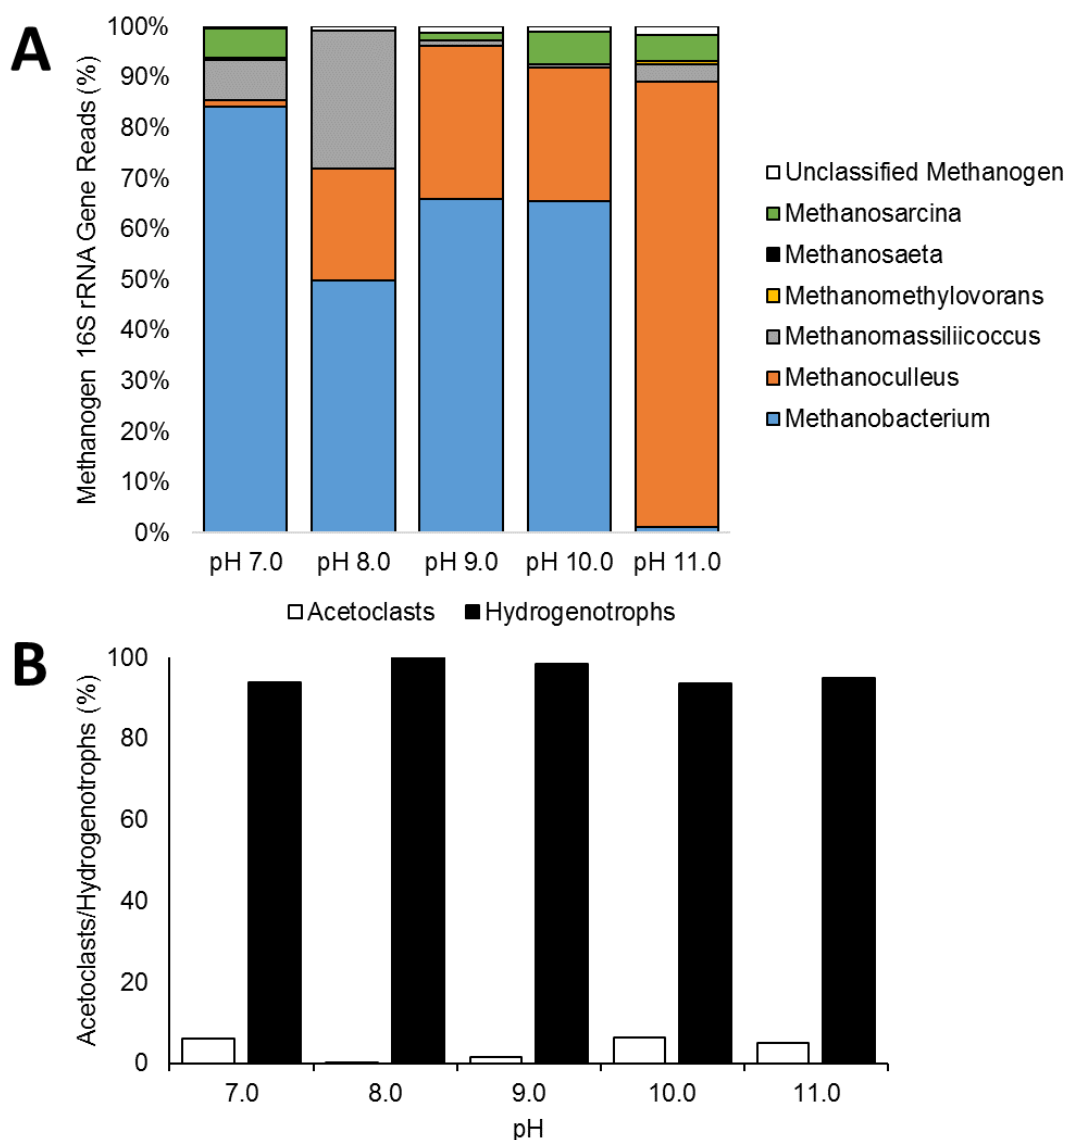 A
Methanogen 16S rRNA Gene Reads (%)
100%
90%
80%
70%
60%
50%
40%
30%
20%
10%
0%
pH 7.0 pH 8.0 pH 9.0 pH 10.0 pH 11.0
Unclassified Methanogen
Methanosarcina
Methanosaeta
Methanomethylovorans
Methanomassiliicoccus
Methanoculleus
Methanobacterium
Acetoclasts Hydrogenotrophs
B
Acetoclasts/Hydrogenotrophs (%)
100
80
60
40
20
0
7.0 8.0 9.0 10.0 11.0
pH